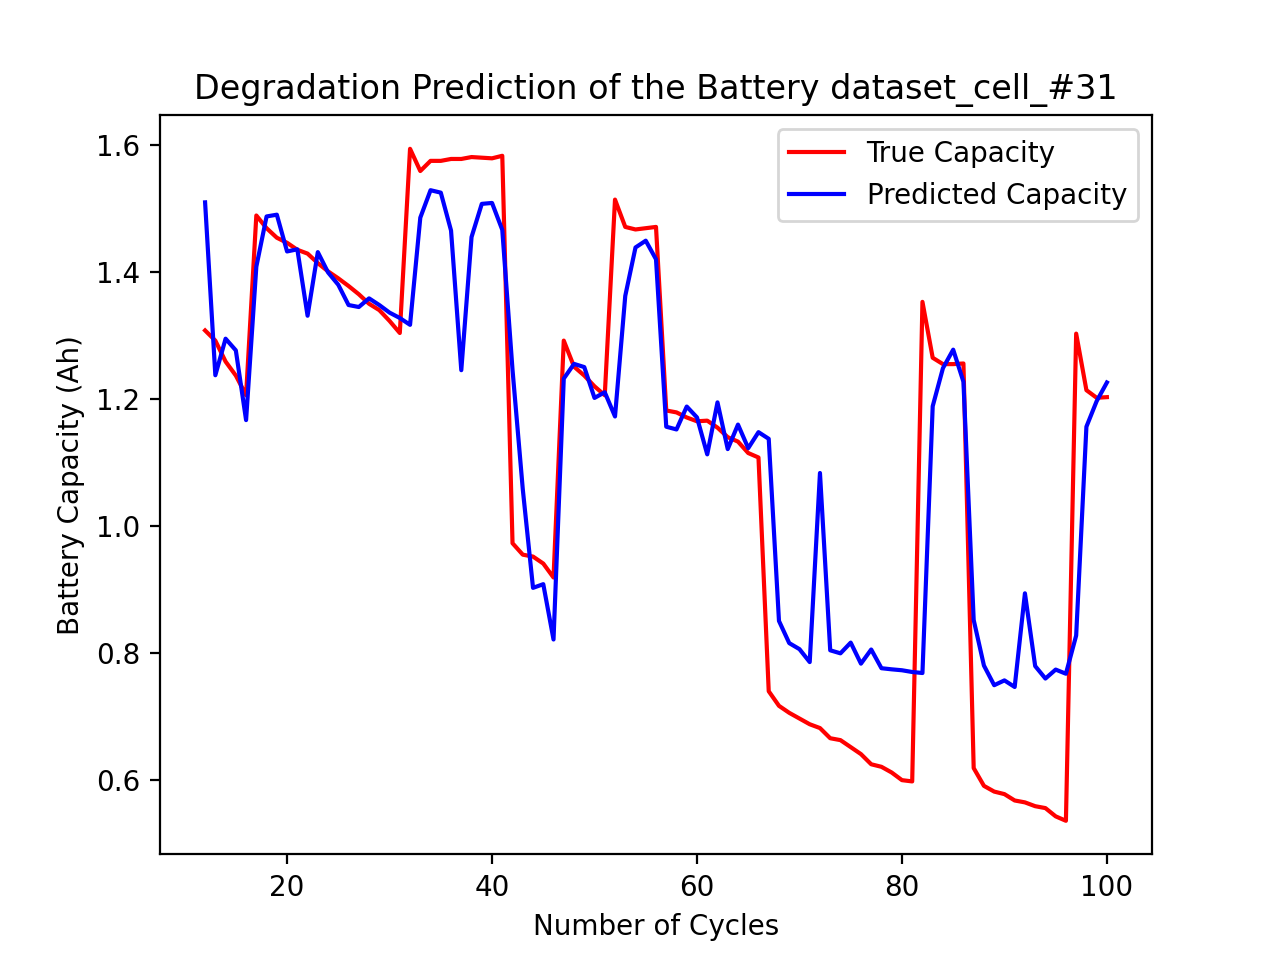 Degradation Prediction of the Battery dataset_cell_#31
True Capacity
Predicted Capacity
Battery Capacity (Ah)
1.6
1.4
1.2
1.0
0.8
0.6
20 40 60 80 100
Number of Cycles